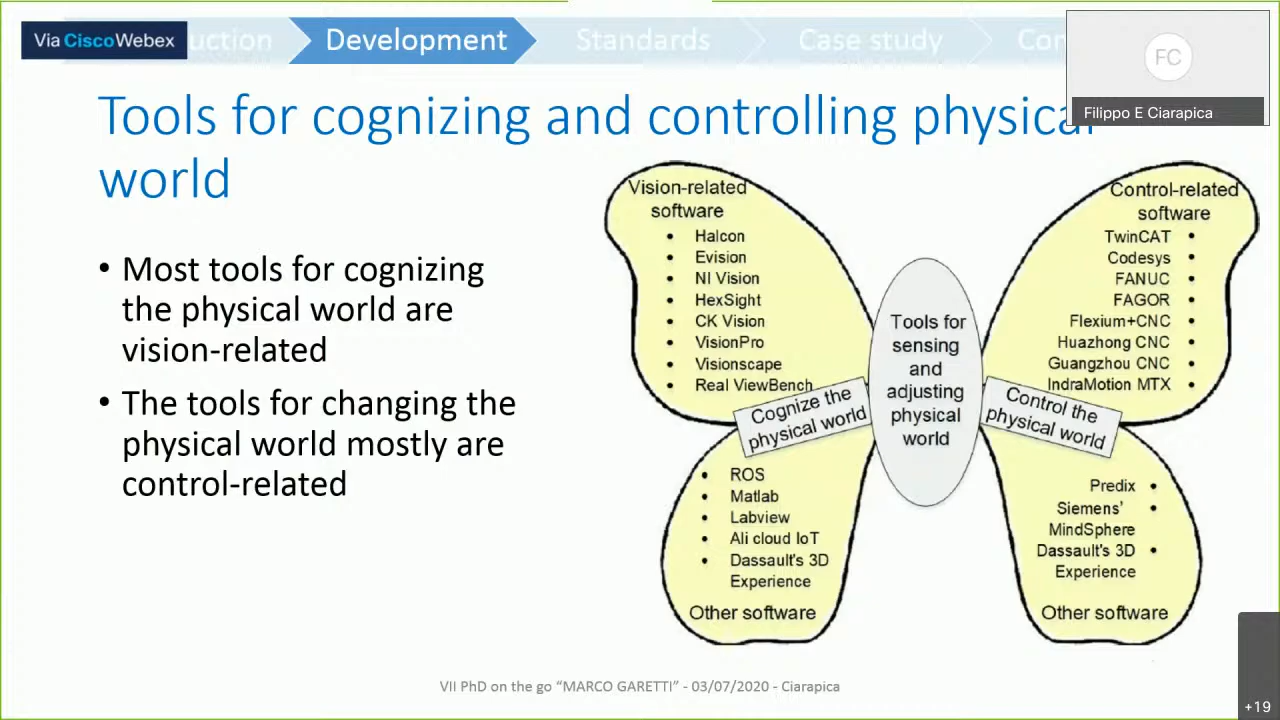 Via CiscoWebex
Development
Standards
Case study
FC
Filippo E Ciarapica
Tools for cognizing and controlling physical
world
• Most tools for cognizing
the physical world are
vision-related
• The tools for changing the
physical world mostly are
control-related
Vision-related
software
• Halcon
• Evision
• NI Vision
• HexSight
• CK Vision
• VisionPro
• Visionscape
• Real ViewBench
Cognize the
physical world
• ROS
• Matlab
• Labview
• Ali cloud IoT
• Dassault's 3D
Experience
Other software
Tools for
sensing
and
adjusting
physical
world
Control-related
software
TwinCAT •
Codesys •
FANUC •
FAGOR •
Flexium+CNC •
Huazhong CNC •
Guangzhou CNC •
IndraMotion MTX •
Control the
physical world
Predix •
Siemens' •
MindSphere
Dassault's 3D •
Experience
Other software
VII PhD on the go “MARCO GARETTI” - 03/07/2020 - Ciarapica
+19